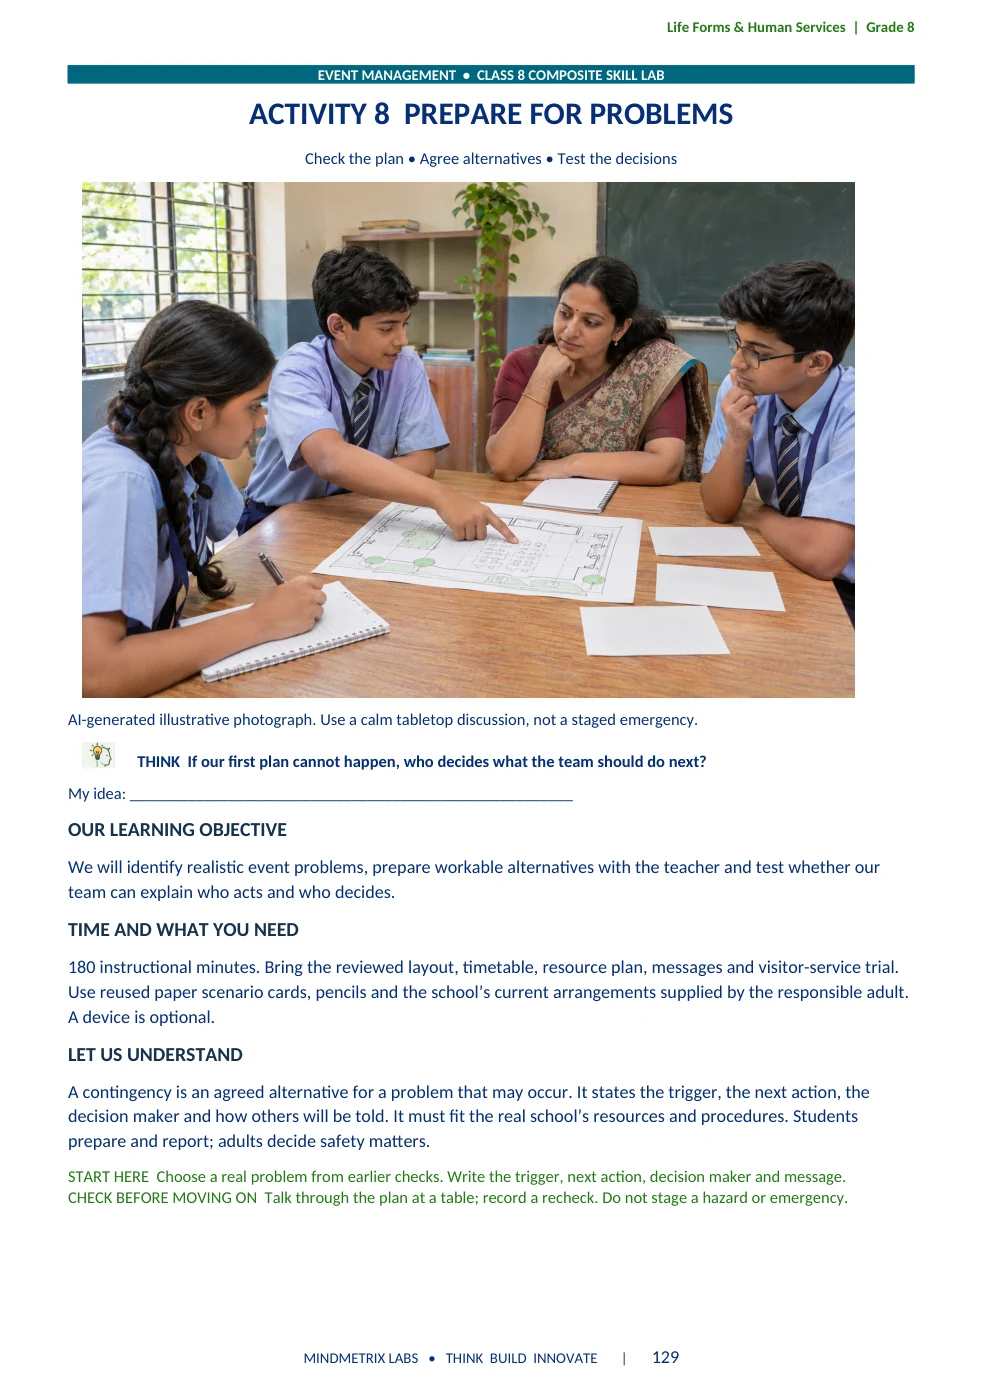 Life Forms & Human Services | Grade 8
EVENT MANAGEMENT ● CLASS 8 COMPOSITE SKILL LAB
ACTIVITY 8 PREPARE FOR PROBLEMS
Check the plan ● Agree alternatives ● Test the decisions
AI-generated illustrative photograph. Use a calm tabletop discussion, not a staged emergency.
THINK If our first plan cannot happen, who decides what the team should do next?
My idea: ______________________________________________________
OUR LEARNING OBJECTIVE
We will identify realistic event problems, prepare workable alternatives with the teacher and test whether our
team can explain who acts and who decides.
TIME AND WHAT YOU NEED
180 instructional minutes. Bring the reviewed layout, timetable, resource plan, messages and visitor-service trial.
Use reused paper scenario cards, pencils and the school’s current arrangements supplied by the responsible adult.
A device is optional.
LET US UNDERSTAND
A contingency is an agreed alternative for a problem that may occur. It states the trigger, the next action, the
decision maker and how others will be told. It must fit the real school’s resources and procedures. Students
prepare and report; adults decide safety matters.
START HERE Choose a real problem from earlier checks. Write the trigger, next action, decision maker and message.
CHECK BEFORE MOVING ON Talk through the plan at a table; record a recheck. Do not stage a hazard or emergency.
MINDMETRIX LABS ● THINK BUILD INNOVATE | 129